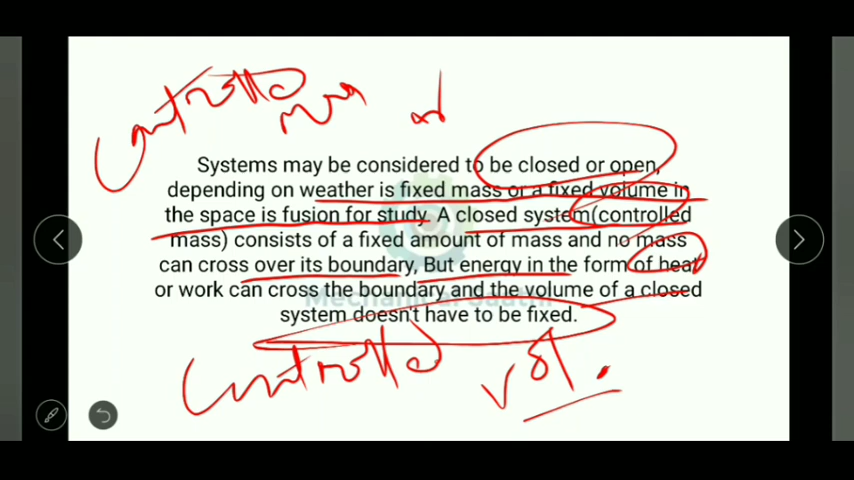 controlled
mass ad
Systems may be considered to be closed or open,
depending on weather is fixed mass or a fixed volume in
the space is fusion for study. A closed system(controlled
mass) consists of a fixed amount of mass and no mass
can cross over its boundary, But energy in the form of heat
or work can cross the boundary and the volume of a closed
system doesn't have to be fixed.
Mechanical
controlled vol.